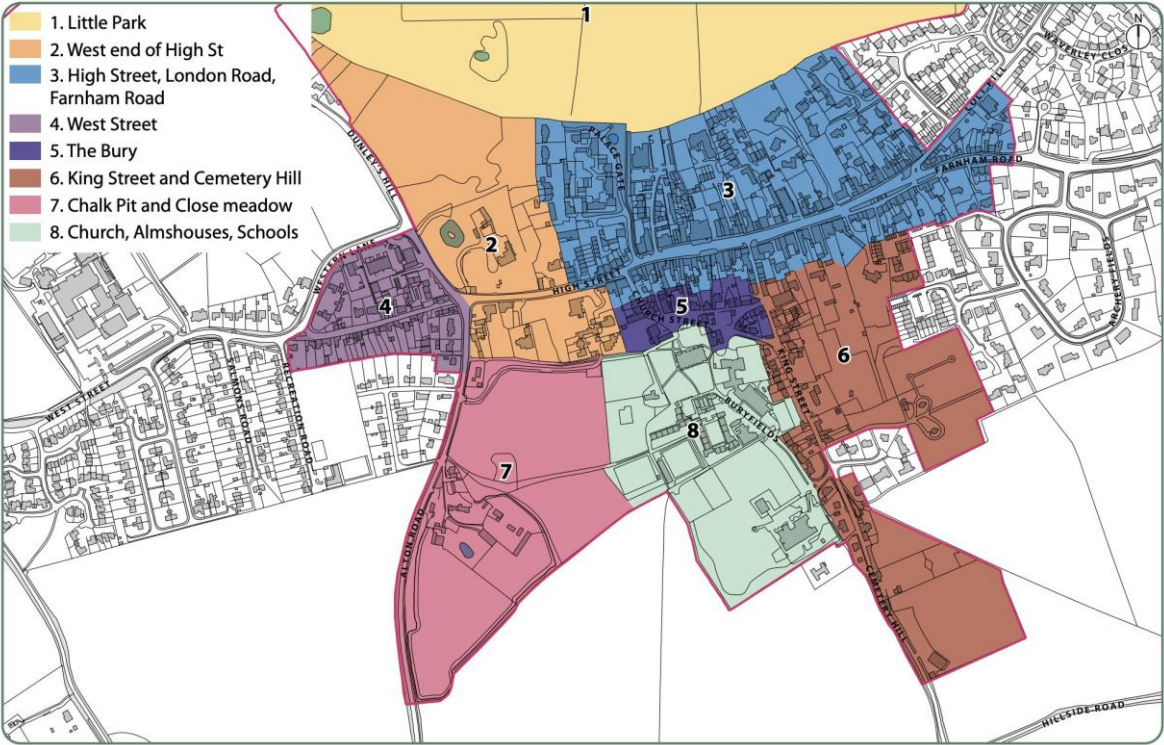 1. Little Park
2. West end of High St
3. High Street, London Road,
Farnham Road
4. West Street
5. The Bury
6. King Street and Cemetery Hill
7. Chalk Pit and Close meadow
8. Church, Almshouses, Schools
1
N
WAVERLEY CLOS
COLT HILL
DUNLEY'S HILL
PALACE GATE
FARNHAM ROAD
3
2
WESTERN LANE
HIGH STREET
4
5
CHURCH STREET
6
KING STREET
WEST STREET
SALMONS ROAD
RECREATION ROAD
BURYFIELDS
8
7
ALTON ROAD
CEMETERY HILL
HILLSIDE ROAD